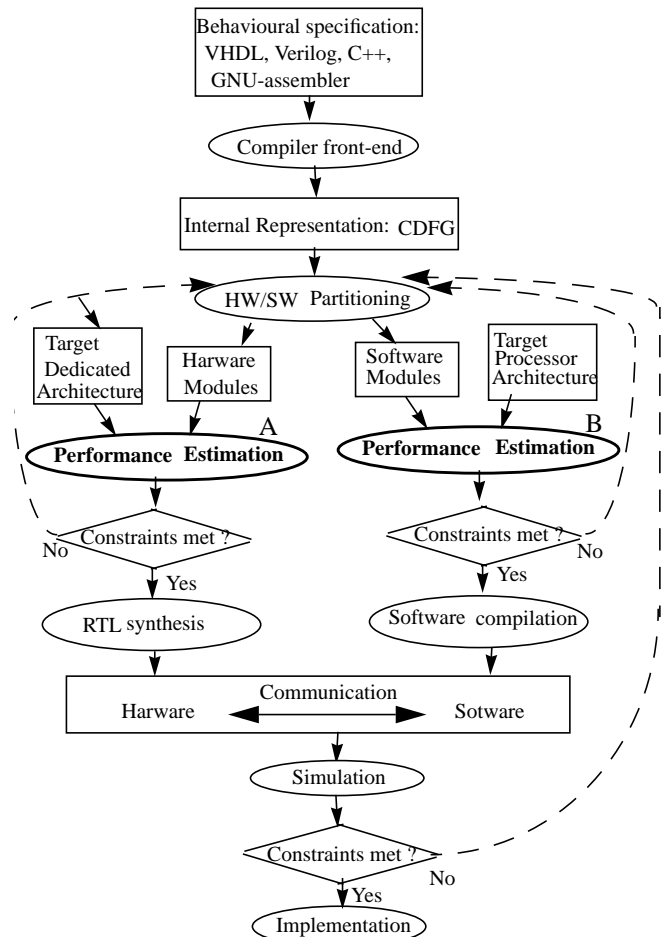 Behavioural specification:
VHDL, Verilog, C++,
GNU-assembler
Compiler front-end
Internal Representation: CDFG
HW/SW Partitioning
Target
Dedicated
Architecture
Harware
Modules
Software
Modules
Target
Processor
Architecture
A
Performance Estimation
B
Performance Estimation
Constraints met ?
No
Yes
Constraints met ?
No
Yes
RTL synthesis
Software compilation
Communication
Harware
Sotware
Simulation
Constraints met ?
No
Yes
Implementation